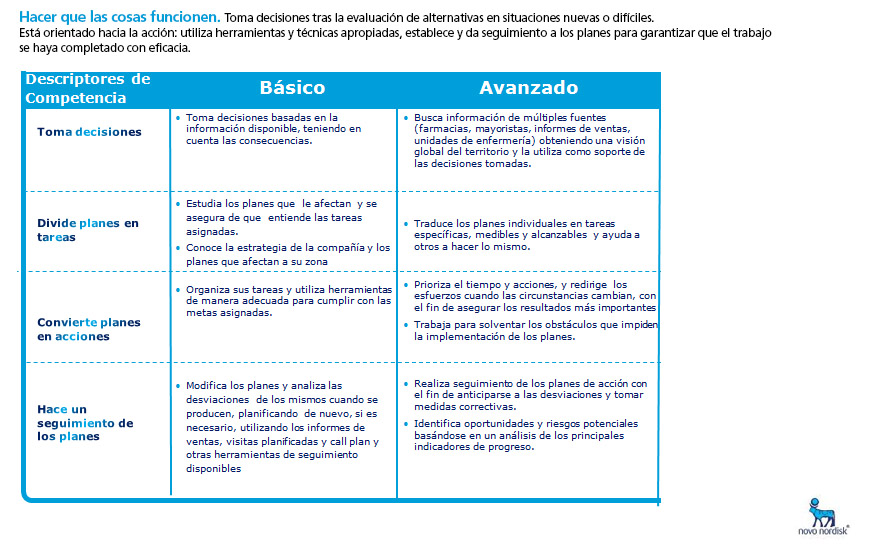 Hacer que las cosas funcionen. Toma decisiones tras la evaluación de alternativas en situaciones nuevas o difíciles.
Está orientado hacia la acción: utiliza herramientas y técnicas apropiadas, establece y da seguimiento a los planes para garantizar que el trabajo
se haya completado con eficacia.
Descriptores de
Competencia
Básico
Avanzado
Toma decisiones
• Toma decisiones basadas en la
información disponible, teniendo en
cuenta las consecuencias.
• Busca información de múltiples fuentes
(farmacias, mayoristas, informes de ventas,
unidades de enfermería) obteniendo una visión
global del territorio y la utiliza como soporte de
las decisiones tomadas.
Divide planes en
tareas
• Estudia los planes que le afectan y se
asegura de que entiende las tareas
asignadas.
• Conoce la estrategia de la compañía y los
planes que afectan a su zona
• Traduce los planes individuales en tareas
específicas, medibles y alcanzables y ayuda a
otros a hacer lo mismo.
Convierte planes
en acciones
• Organiza sus tareas y utiliza herramientas
de manera adecuada para cumplir con las
metas asignadas.
• Prioriza el tiempo y acciones, y redirige los
esfuerzos cuando las circunstancias cambian, con
el fin de asegurar los resultados más importantes
• Trabaja para solventar los obstáculos que impiden
la implementación de los planes.
Hace un
seguimiento de
los planes
• Modifica los planes y analiza las
desviaciones de los mismos cuando se
producen, planificando de nuevo, si es
necesario, utilizando los informes de
ventas, visitas planificadas y call plan y
otras herramientas de seguimiento
disponibles
• Realiza seguimiento de los planes de acción con
el fin de anticiparse a las desviaciones y tomar
medidas correctivas.
• Identifica oportunidades y riesgos potenciales
basándose en un análisis de los principales
indicadores de progreso.
novo nordisk®